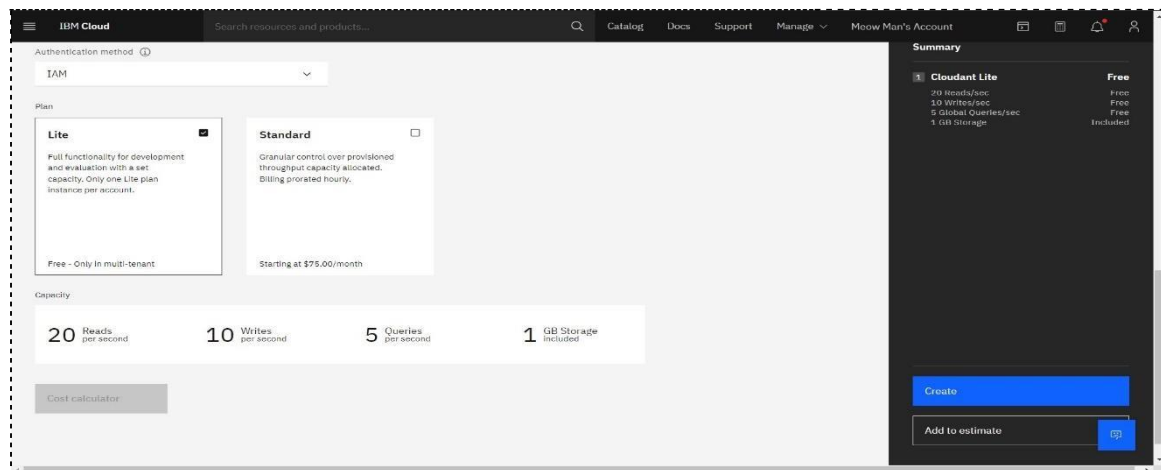 IBM Cloud
Search resources and products...
Catalog
Docs
Support
Manage
Meow Man's Account
Authentication method
IAM
Plan
Lite
Full functionality for development
and evaluation with a set
capacity. Only one Lite plan
instance per account.
Free - Only in multi-tenant
Standard
Granular control over provisioned
throughput capacity allocated.
Billing prorated hourly.
Starting at $75.00/month
Capacity
20 Reads per second
10 Writes per second
5 Queries per second
1 GB Storage included
Cost calculator
Summary
1 Cloudant Lite Free
20 Reads/sec Free
10 Writes/sec Free
5 Global Queries/sec Free
1 GB Storage Included
Create
Add to estimate